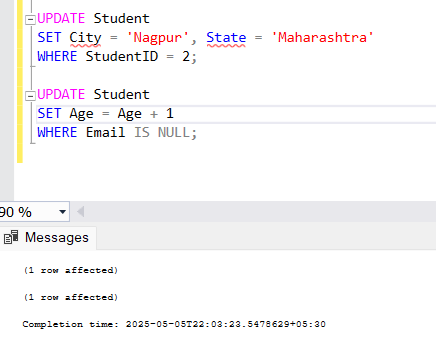 UPDATE Student
SET City = 'Nagpur', State = 'Maharashtra'
WHERE StudentID = 2;
UPDATE Student
SET Age = Age + 1
WHERE Email IS NULL;
90 %
Messages
(1 row affected)
(1 row affected)
Completion time: 2025-05-05T22:03:23.5478629+05:30